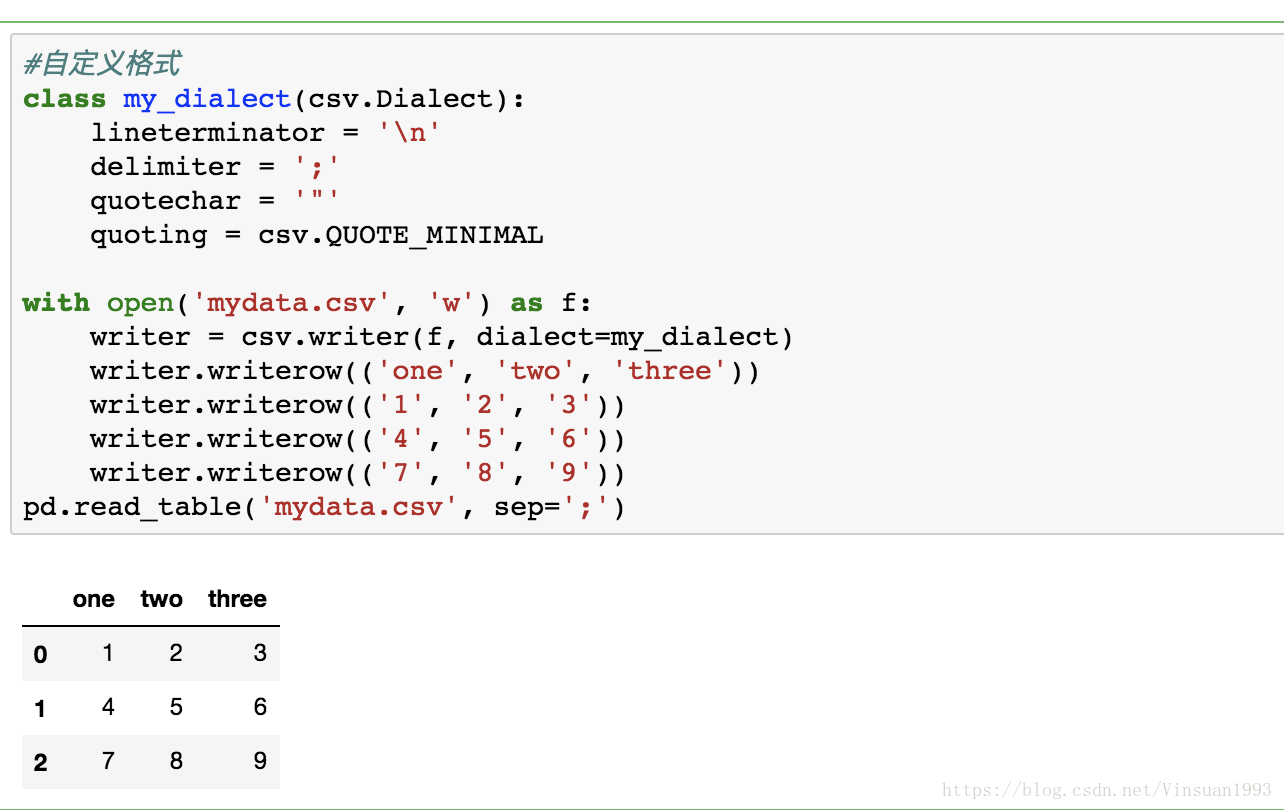 #自定义格式
class my_dialect(csv.Dialect):
    lineterminator = '\n'
    delimiter = ';'
    quotechar = '"'
    quoting = csv.QUOTE_MINIMAL

with open('mydata.csv', 'w') as f:
    writer = csv.writer(f, dialect=my_dialect)
    writer.writerow(('one', 'two', 'three'))
    writer.writerow(('1', '2', '3'))
    writer.writerow(('4', '5', '6'))
    writer.writerow(('7', '8', '9'))
pd.read_table('mydata.csv', sep=';')
one two three
0 1 2 3
1 4 5 6
2 7 8 9
https://blog.csdn.net/Vinsuan1993